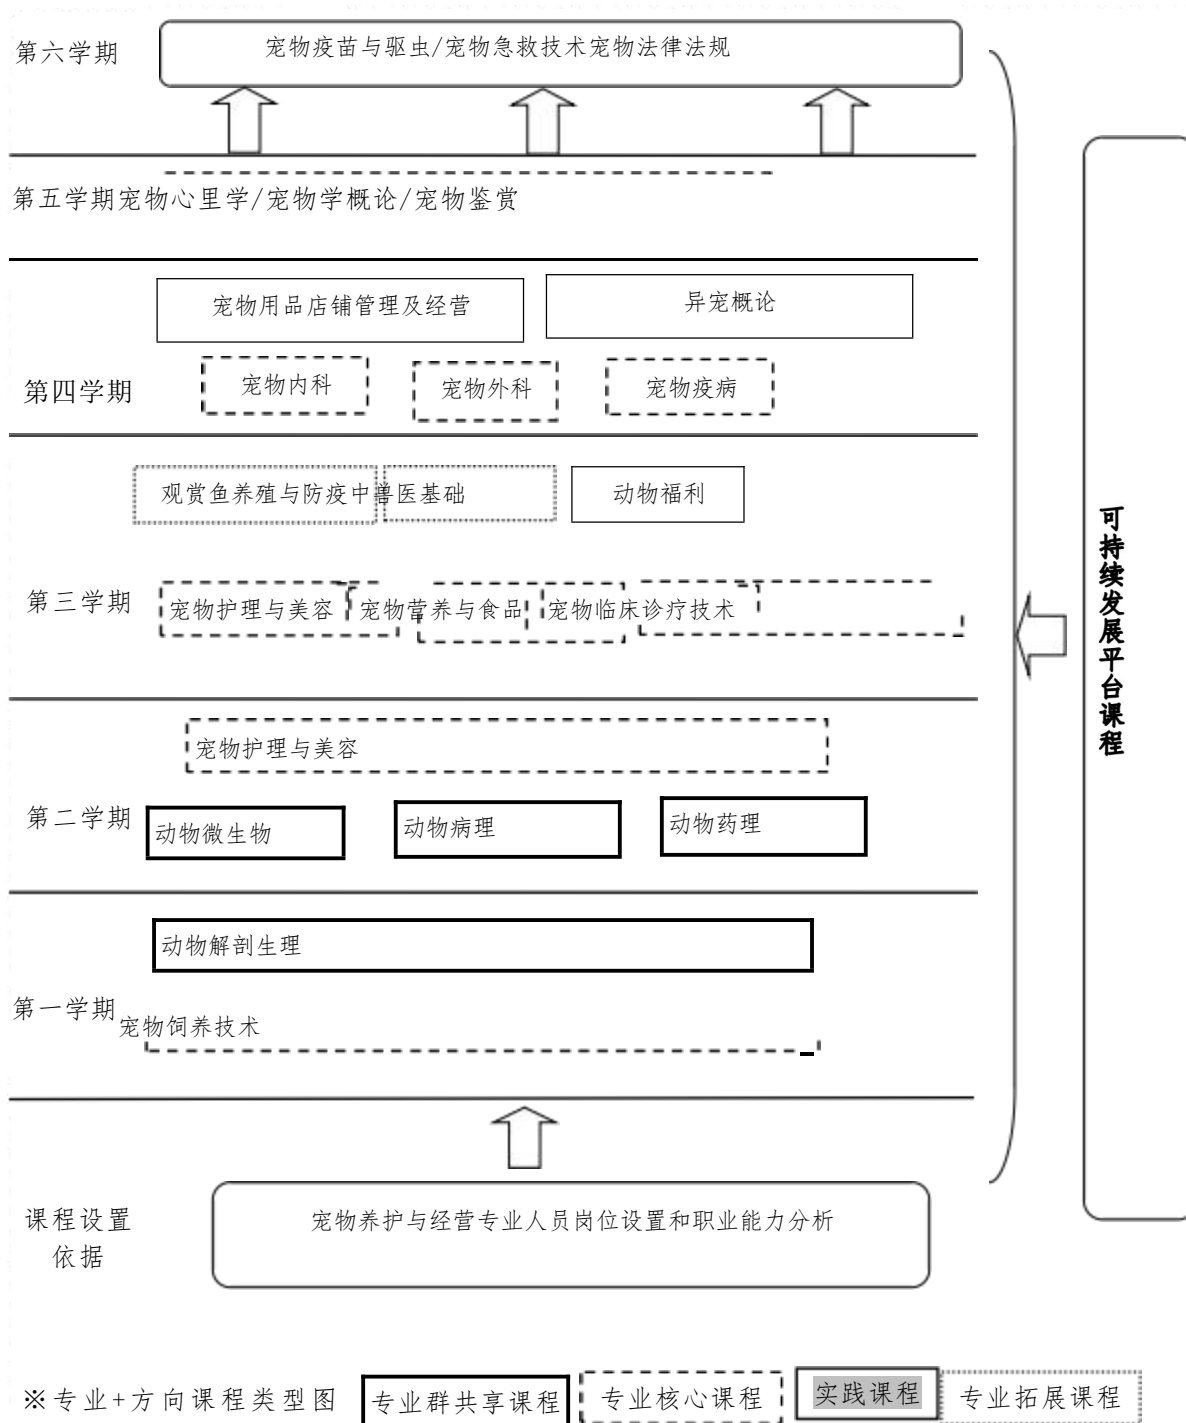 第六学期
宠物疫苗与驱虫/宠物急救技术宠物法律法规
第五学期宠物心里学/宠物学概论/宠物鉴赏
宠物用品店铺管理及经营
异宠概论
第四学期
宠物内科
宠物外科
宠物疫病
观赏鱼养殖与防疫中兽医基础
动物福利
第三学期
宠物护理与美容
宠物营养与食品
宠物临床诊疗技术
宠物护理与美容
第二学期
动物微生物
动物病理
动物药理
动物解剖生理
第一学期
宠物饲养技术
课程设置
依据
宠物养护与经营专业人员岗位设置和职业能力分析
可持续发展平台课程
※专业+方向课程类型图
专业群共享课程
专业核心课程
实践课程
专业拓展课程